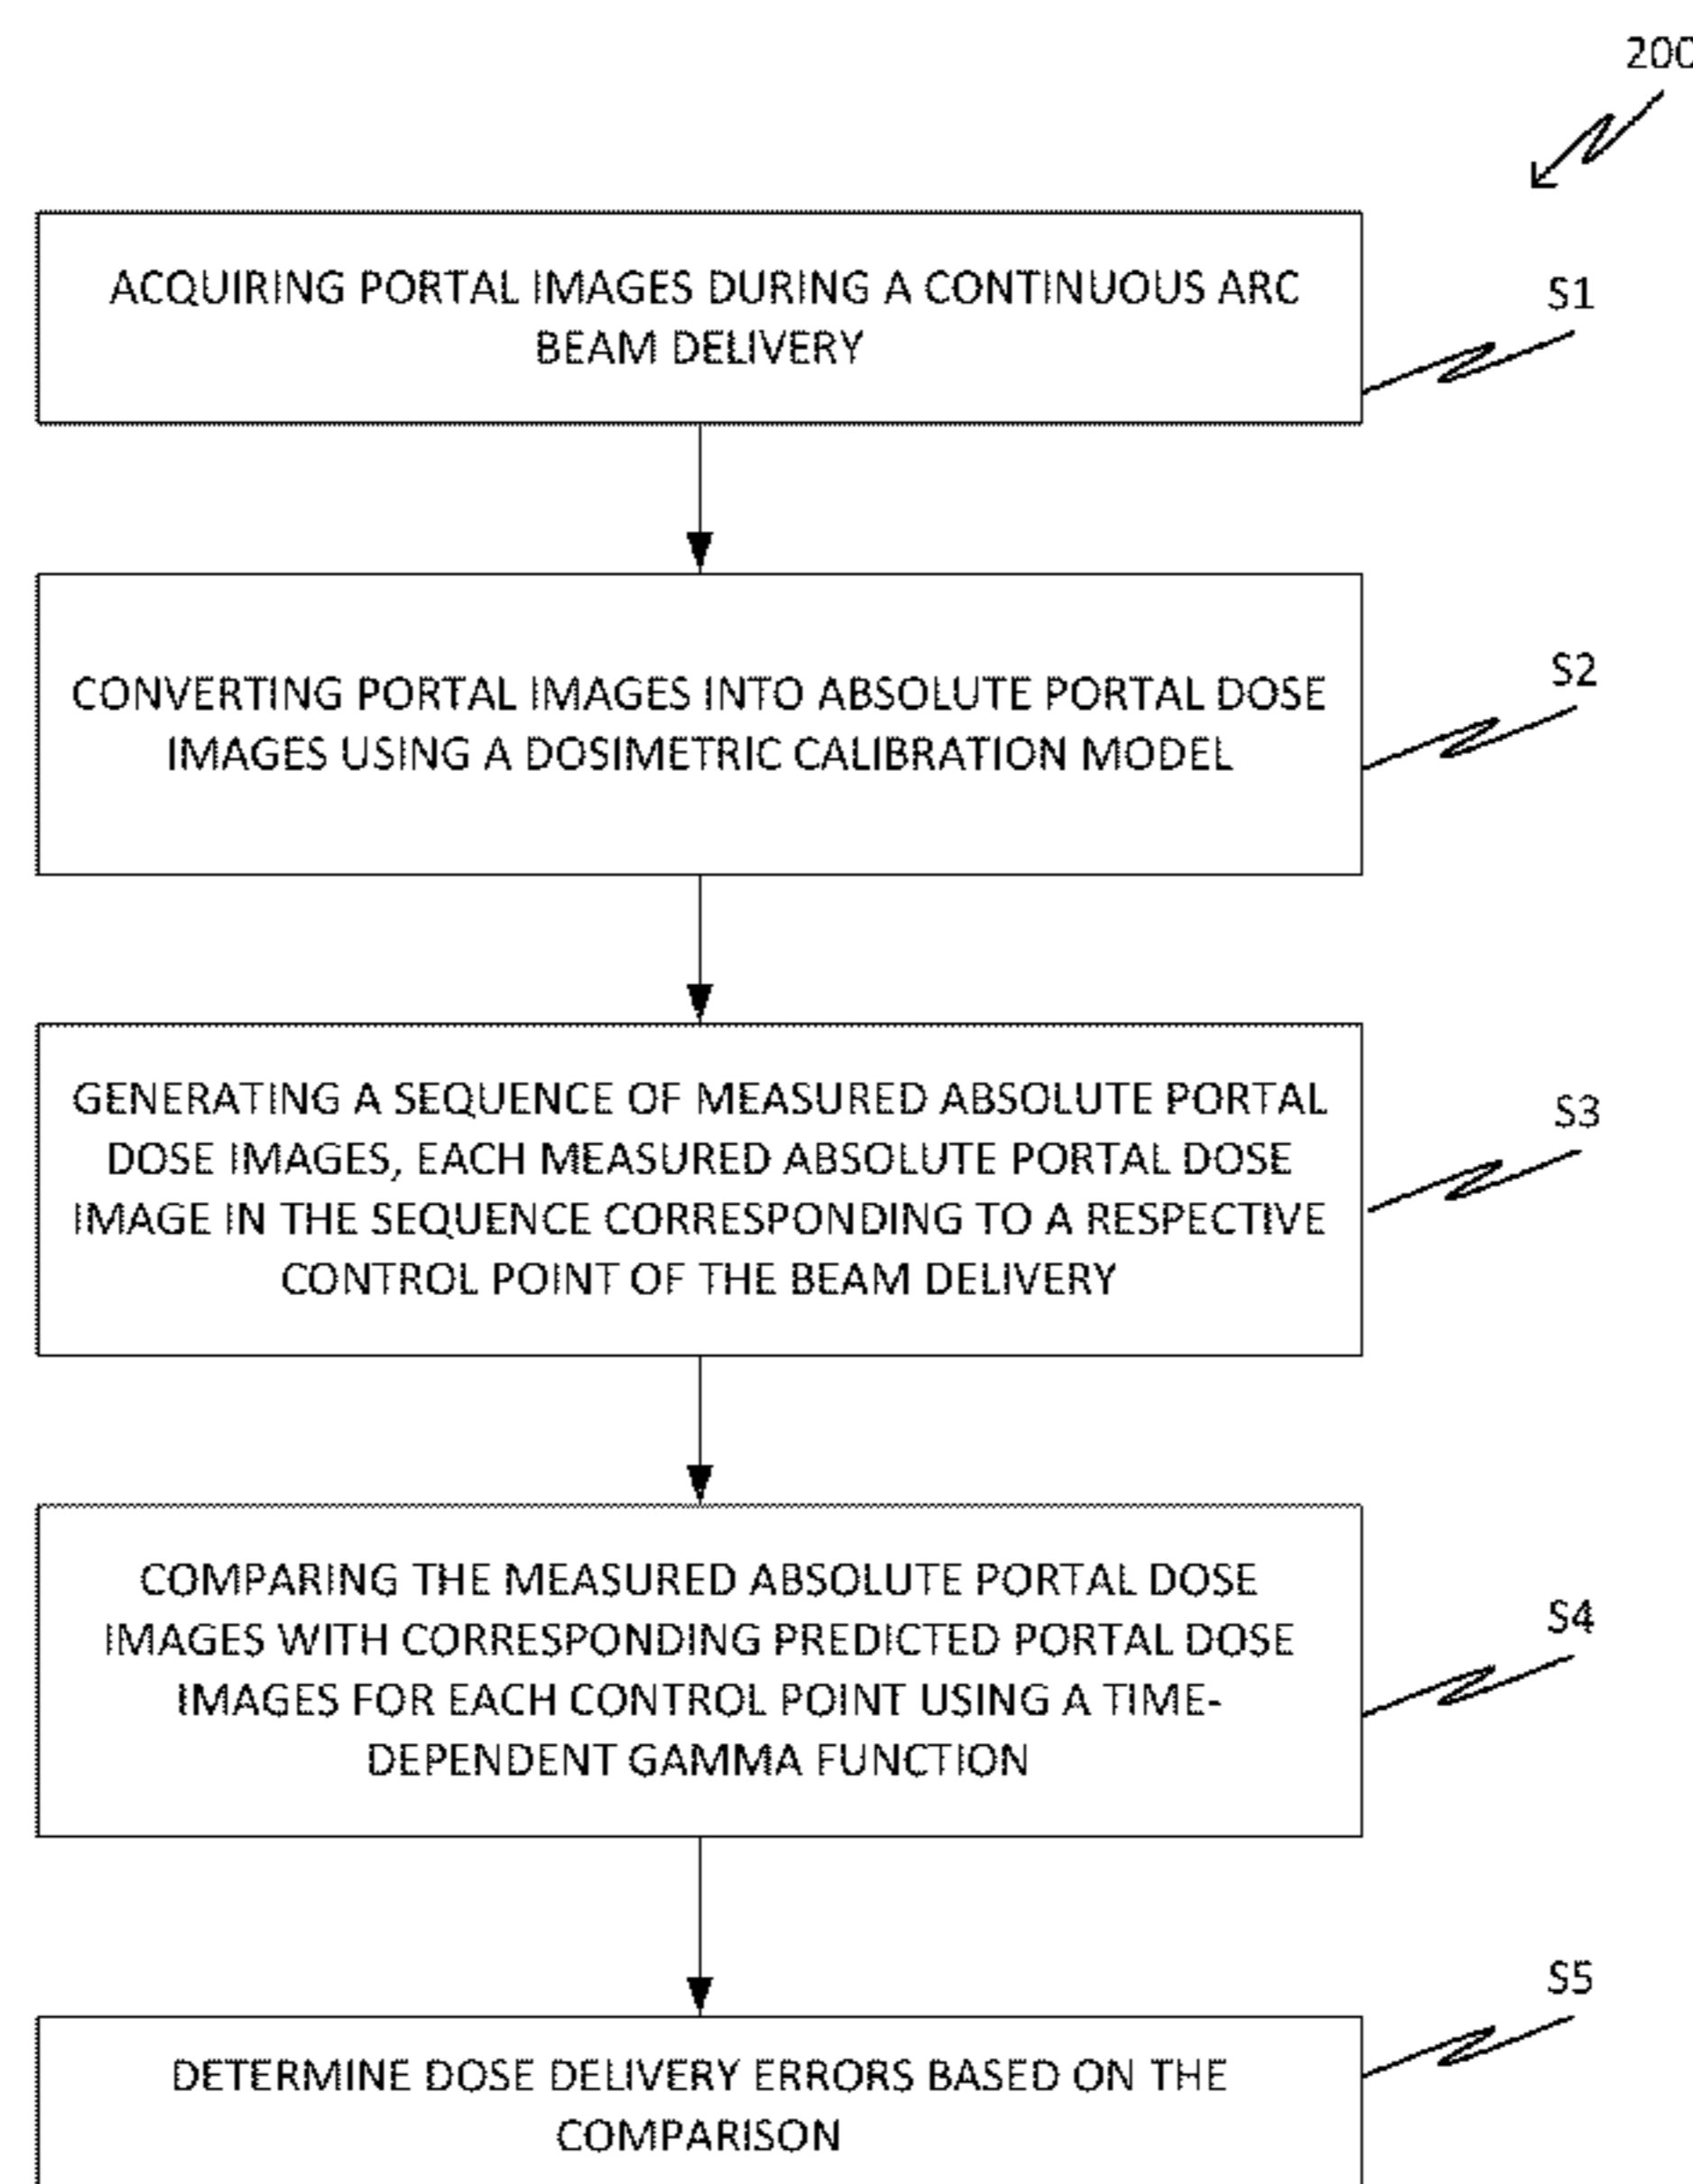 200
ACQUIRING PORTAL IMAGES DURING A CONTINUOUS ARC
BEAM DELIVERY
S1
CONVERTING PORTAL IMAGES INTO ABSOLUTE PORTAL DOSE
IMAGES USING A DOSIMETRIC CALIBRATION MODEL
S2
GENERATING A SEQUENCE OF MEASURED ABSOLUTE PORTAL
DOSE IMAGES, EACH MEASURED ABSOLUTE PORTAL DOSE
IMAGE IN THE SEQUENCE CORRESPONDING TO A RESPECTIVE
CONTROL POINT OF THE BEAM DELIVERY
S3
COMPARING THE MEASURED ABSOLUTE PORTAL DOSE
IMAGES WITH CORRESPONDING PREDICTED PORTAL DOSE
IMAGES FOR EACH CONTROL POINT USING A TIME-
DEPENDENT GAMMA FUNCTION
S4
DETERMINE DOSE DELIVERY ERRORS BASED ON THE
COMPARISON
S5